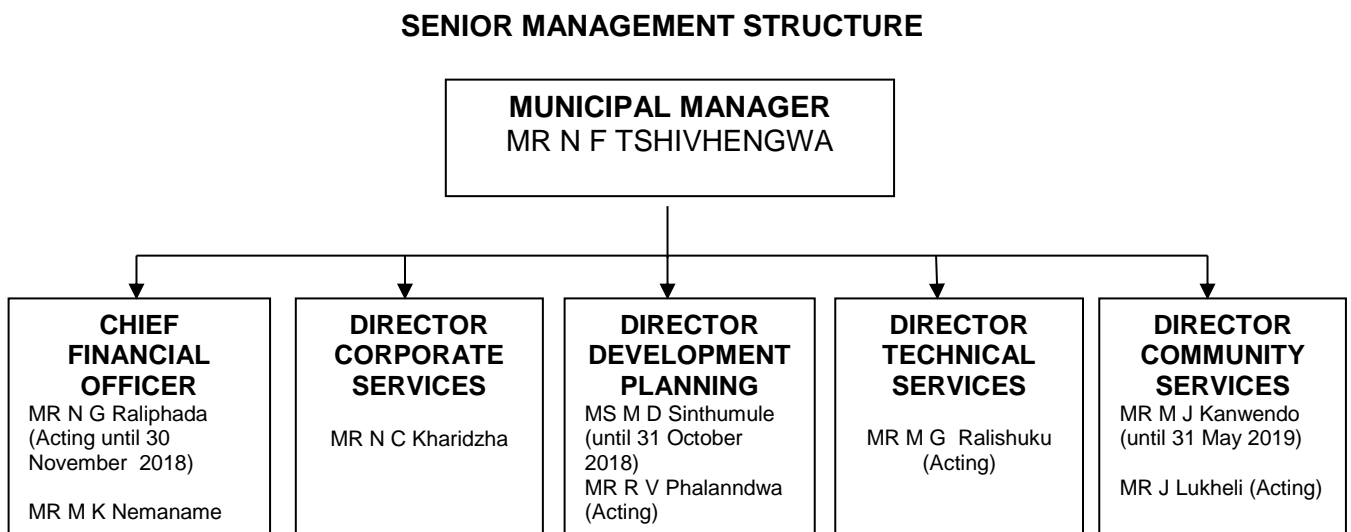 SENIOR MANAGEMENT STRUCTURE
MUNICIPAL MANAGER
MR N F TSHIVHENGWA
CHIEF
FINANCIAL
OFFICER
MR N G Raliphada
(Acting until 30
November 2018)
MR M K Nemaname
DIRECTOR
CORPORATE
SERVICES
MR N C Kharidzha
DIRECTOR
DEVELOPMENT
PLANNING
MS M D Sinthumule
(until 31 October
2018)
MR R V Phalanndwa
(Acting)
DIRECTOR
TECHNICAL
SERVICES
MR M G Ralishuku
(Acting)
DIRECTOR
COMMUNITY
SERVICES
MR M J Kanwendo
(until 31 May 2019)
MR J Lukheli (Acting)